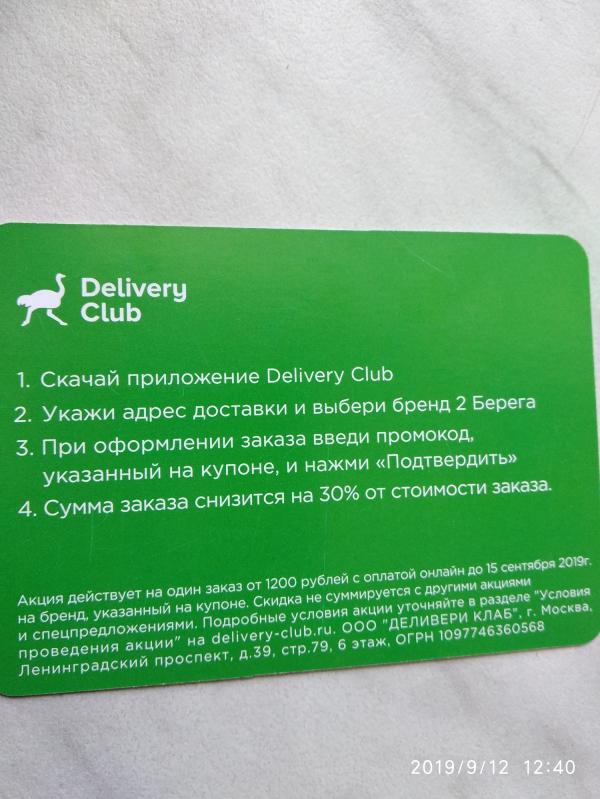 Delivery
Club
1. Скачай приложение Delivery Club
2. Укажи адрес доставки и выбери бренд 2 Берега
3. При оформлении заказа введи промокод,
указанный на купоне, и нажми «Подтвердить»
4. Сумма заказа снизится на 30% от стоимости заказа.
Акция действует на один заказ от 1200 рублей с оплатой онлайн до 15 сентября 2019г.
на бренд, указанный на купоне. Скидка не суммируется с другими акциями
и спецпредложениями. Подробные условия акции уточняйте в разделе "Условия
проведения акции" на delivery-club.ru. ООО "ДЕЛИВЕРИ КЛАБ", г. Москва,
Ленинградский проспект, д.39, стр.79, 6 этаж, ОГРН 1097746360568
2019/9/12 12:40